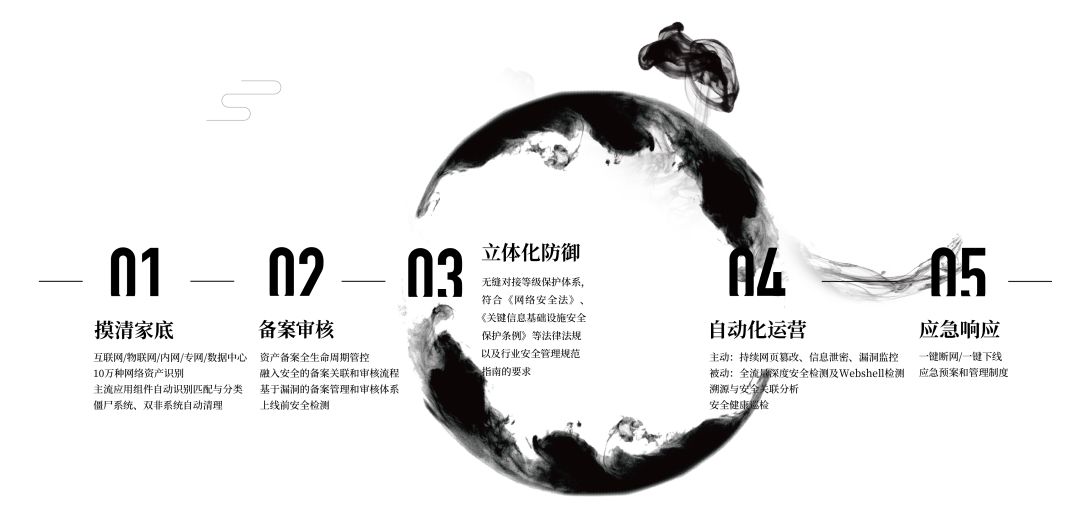 01
摸清家底
互联网/物联网/内网/专网/数据中心
10万种网络资产识别
主流应用组件自动识别匹配与分类
僵尸系统、双非系统自动清理
02
备案审核
资产备案全生命周期管控
融入安全的备案关联和审核流程
基于漏洞的备案管理和审核体系
上线前安全检测
03
立体化防御
无缝对接等级保护体系,
符合《网络安全法》、
《关键信息基础设施安全
保护条例》等法律法规
以及行业安全管理规范
指南的要求
04
自动化运营
主动：持续网页篡改、信息泄密、漏洞监控
被动：全流量深度安全检测及Webshell检测
溯源与安全关联分析
安全健康巡检
05
应急响应
一键断网/一键下线
应急预案和管理制度